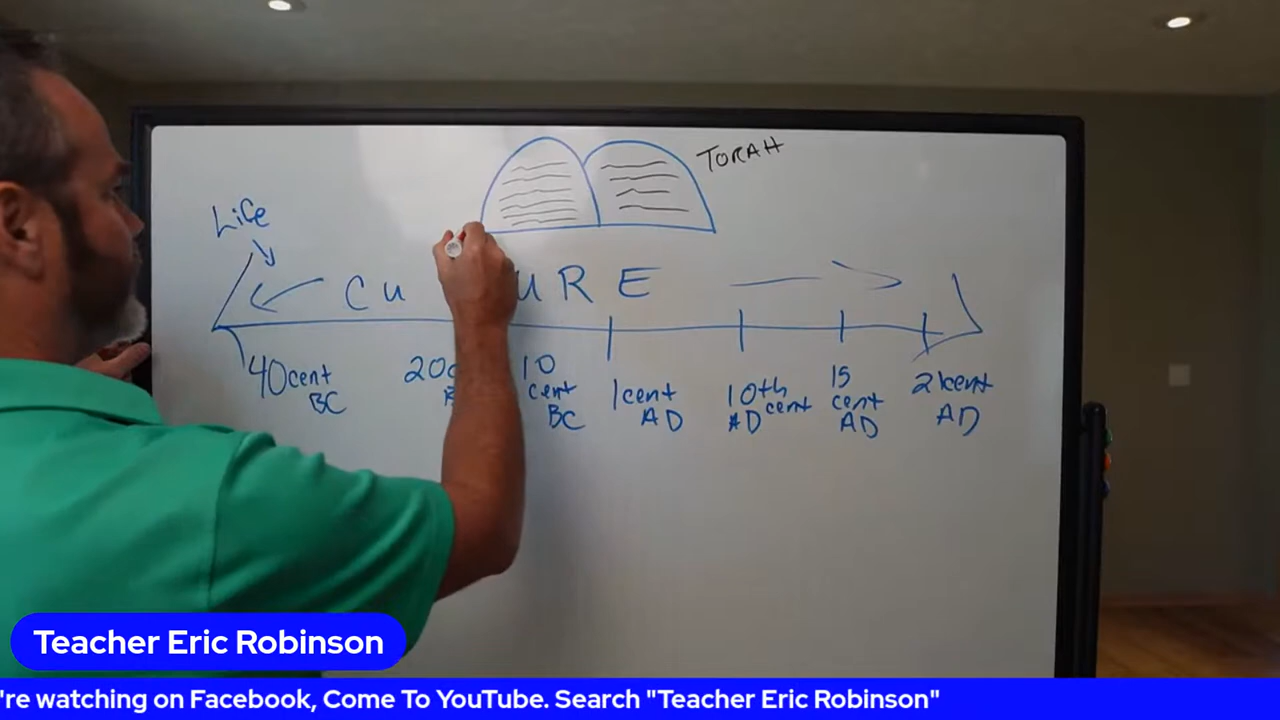 TORAH
Life
CU URE
40cent
BC
20
10
cent
BC
1cent
AD
10th
cent
AD
15
cent
AD
21cent
AD
Teacher Eric Robinson
're watching on Facebook, Come To YouTube. Search "Teacher Eric Robinson"